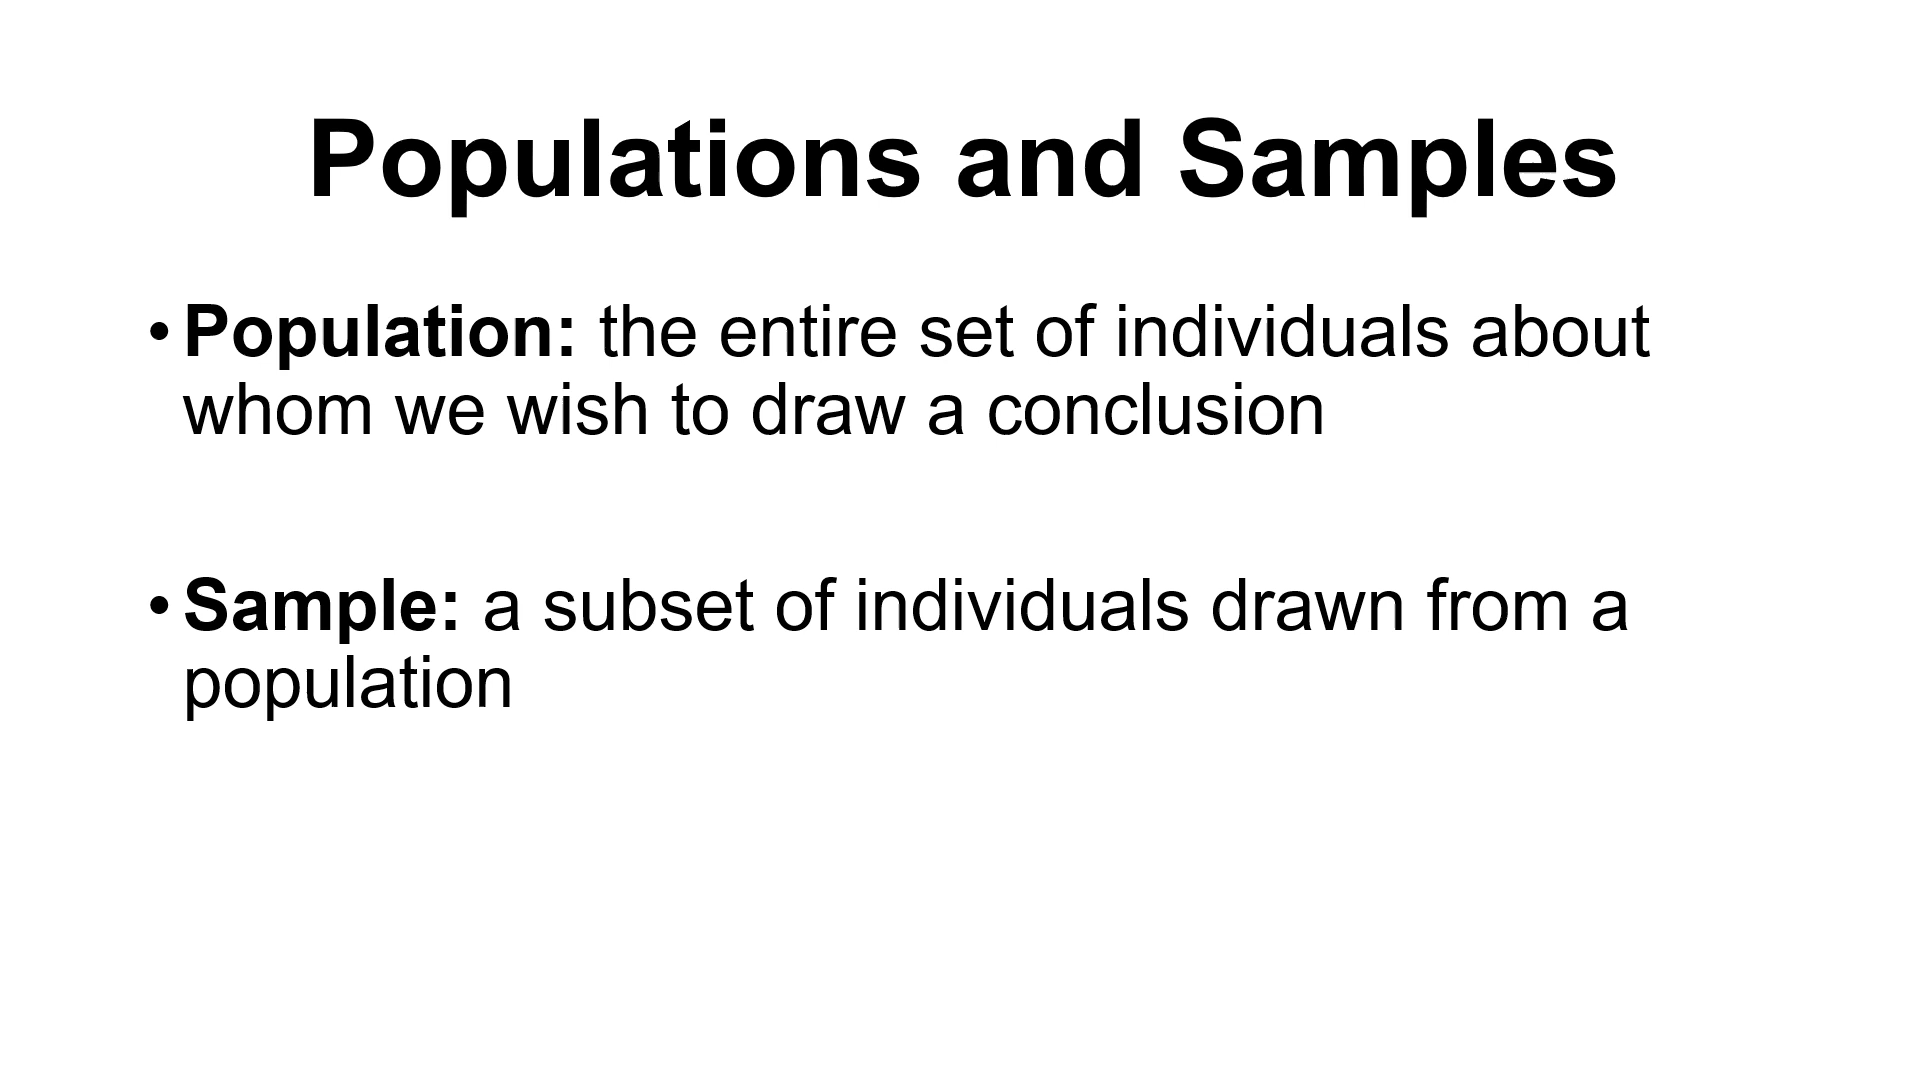 Populations and Samples
• Population: the entire set of individuals about
whom we wish to draw a conclusion
• Sample: a subset of individuals drawn from a
population